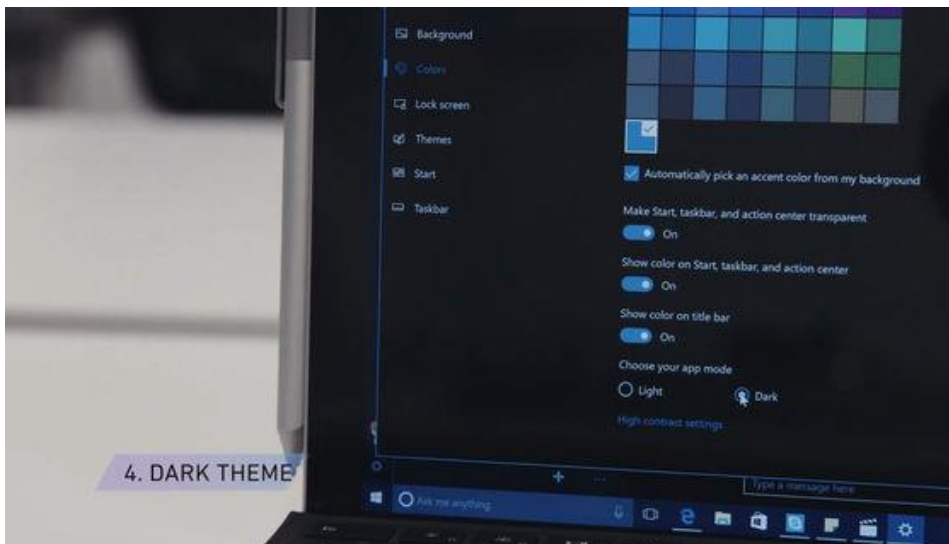 Background
Colors
Lock screen
Themes
Start
Taskbar
Automatically pick an accent color from my background
Make Start, taskbar, and action center transparent
On
Show color on Start, taskbar, and action center
On
Show color on title bar
On
Choose your app mode
Light Dark
High contrast settings
4. DARK THEME
Type a message here
Ask me anything